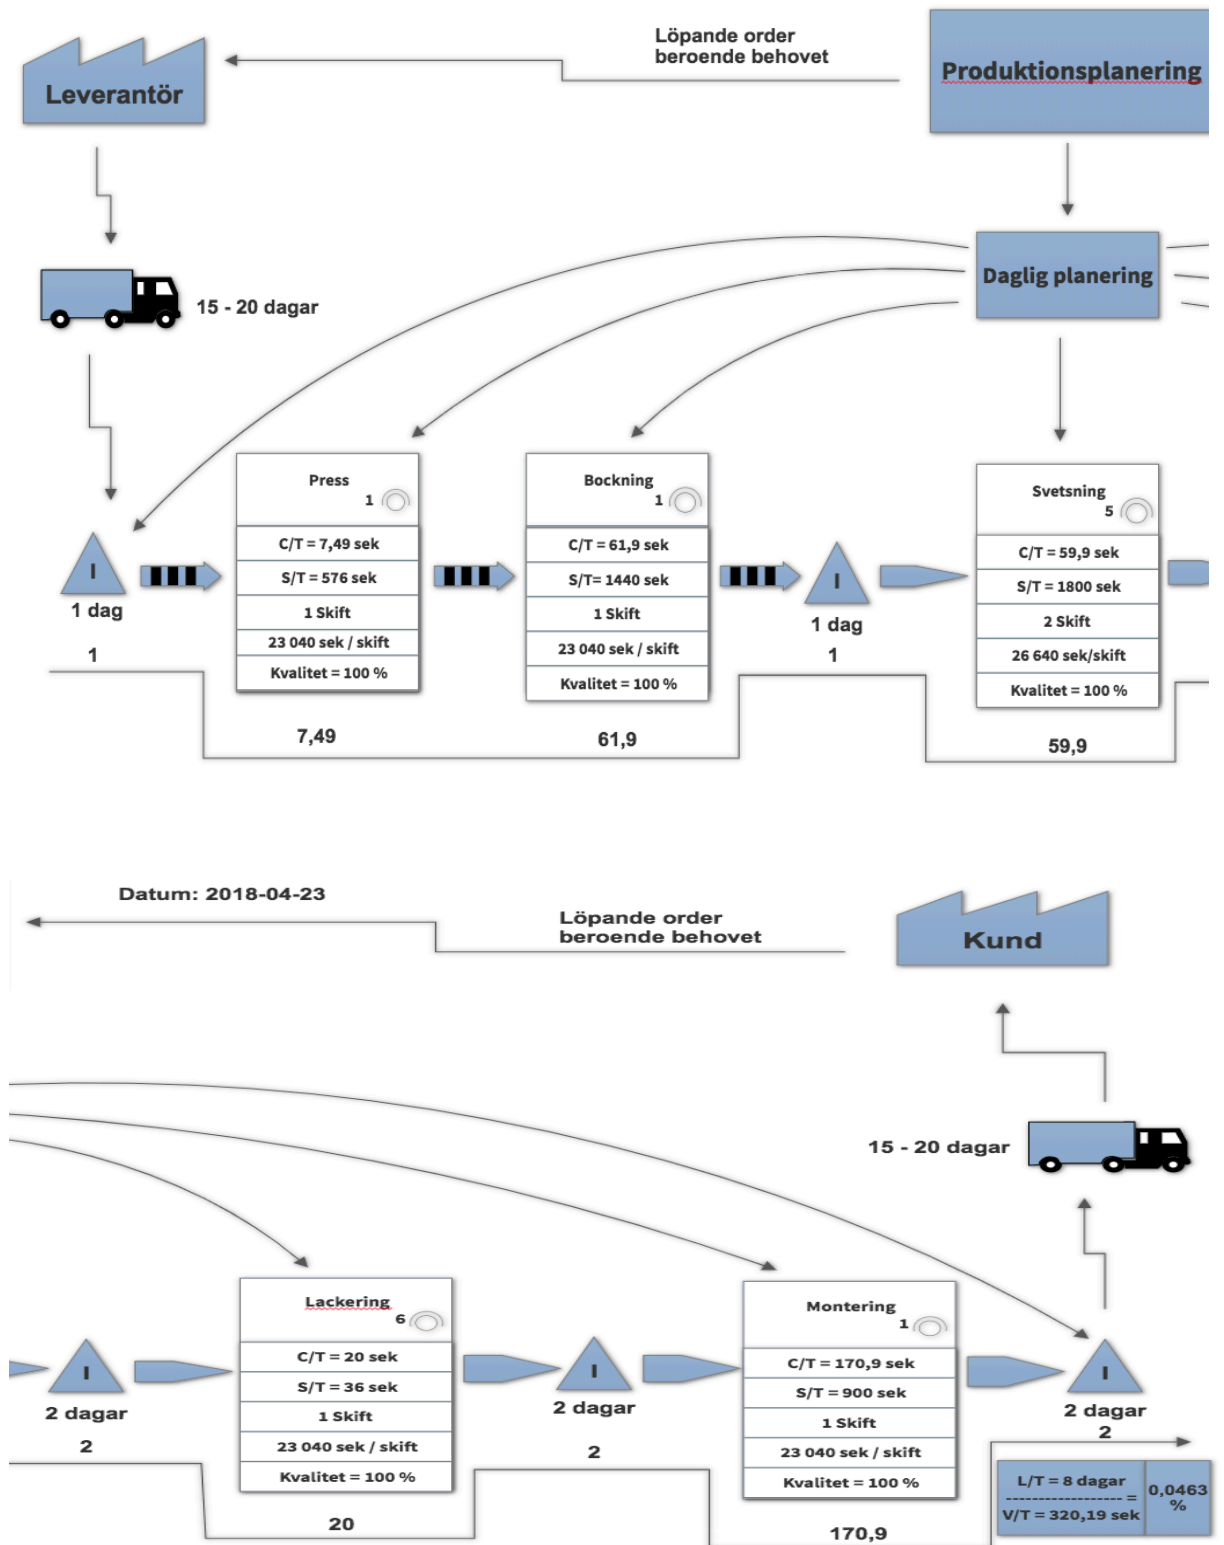 Löpande order
beroende behovet
Produktionsplanering
Leverantör
Daglig planering
15 - 20 dagar
Press
1
C/T = 7,49 sek
S/T = 576 sek
1 Skift
23 040 sek / skift
Kvalitet = 100 %
Bockning
1
C/T = 61,9 sek
S/T= 1440 sek
1 Skift
23 040 sek / skift
Kvalitet = 100 %
Svetsning
5
C/T = 59,9 sek
S/T = 1800 sek
2 Skift
26 640 sek/skift
Kvalitet = 100 %
I
1 dag
1
I
1 dag
1
7,49
61,9
59,9
Datum: 2018-04-23
Löpande order
beroende behovet
Kund
15 - 20 dagar
Lackering
6
C/T = 20 sek
S/T = 36 sek
1 Skift
23 040 sek / skift
Kvalitet = 100 %
Montering
1
C/T = 170,9 sek
S/T = 900 sek
1 Skift
23 040 sek / skift
Kvalitet = 100 %
I
2 dagar
2
I
2 dagar
2
I
2 dagar
2
20
170,9
L/T = 8 dagar
------------------ =
V/T = 320,19 sek
0,0463
%